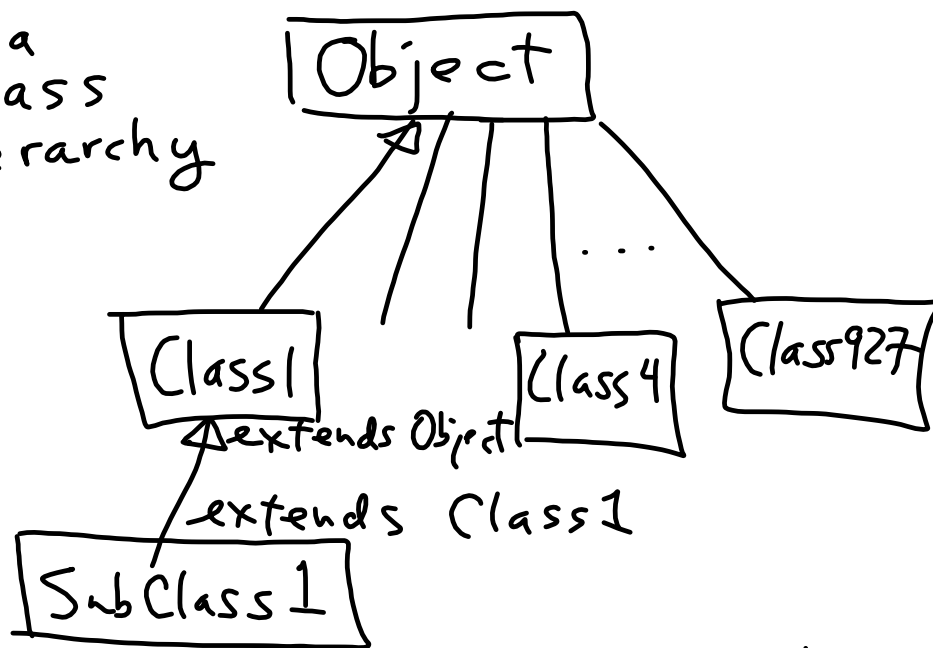 a
ass
rarchy
Object
. . .
Class1
Class4
Class927
extends Object
extends Class1
SubClass1